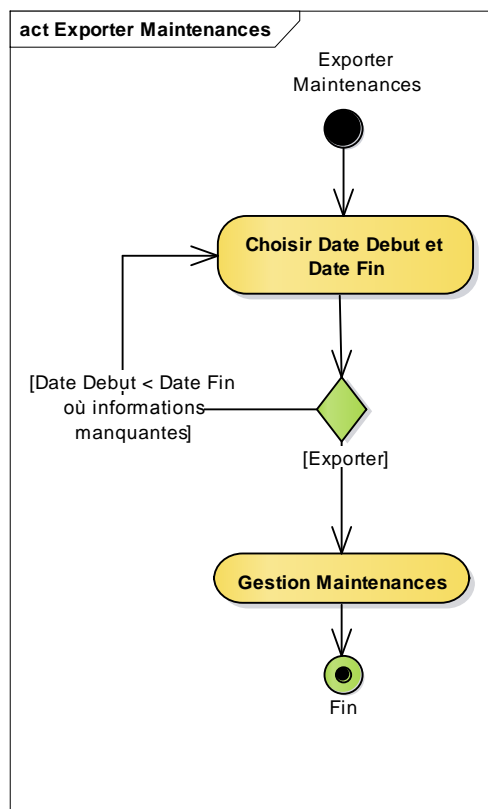 act Exporter Maintenances
Exporter
Maintenances
Choisir Date Debut et
Date Fin
[Date Debut < Date Fin
où informations
manquantes]
[Exporter]
Gestion Maintenances
Fin